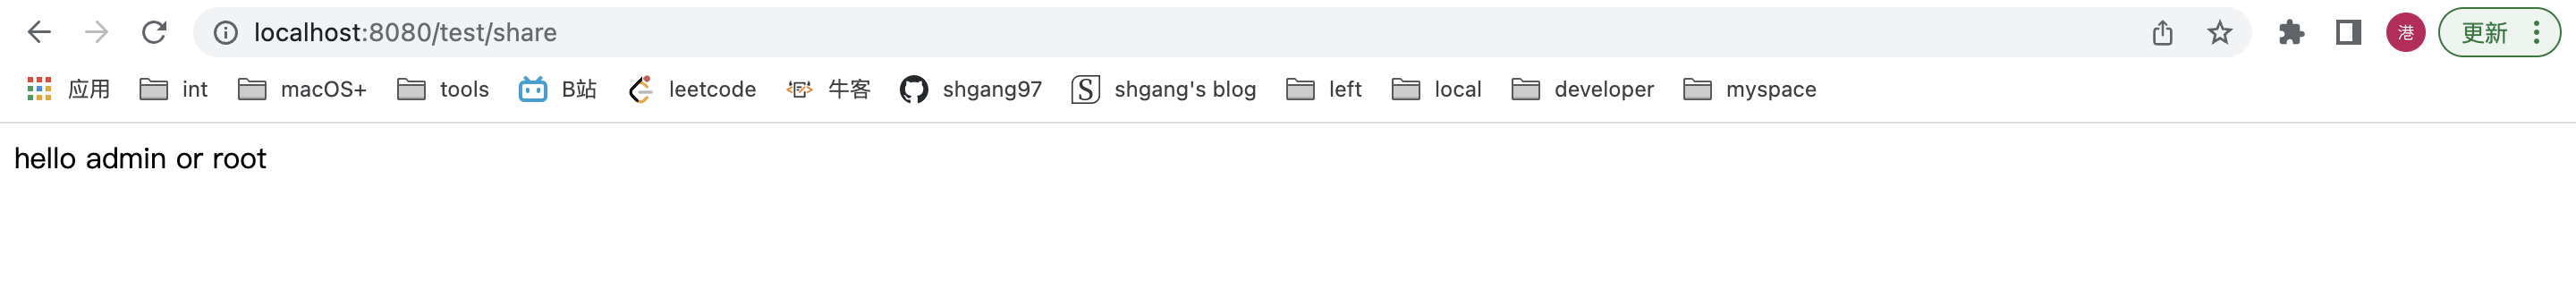 localhost:8080/test/share 港 更新
应用 int macOS+ tools B站 leetcode 牛客 shgang97 S shgang's blog left local developer myspace
hello admin or root